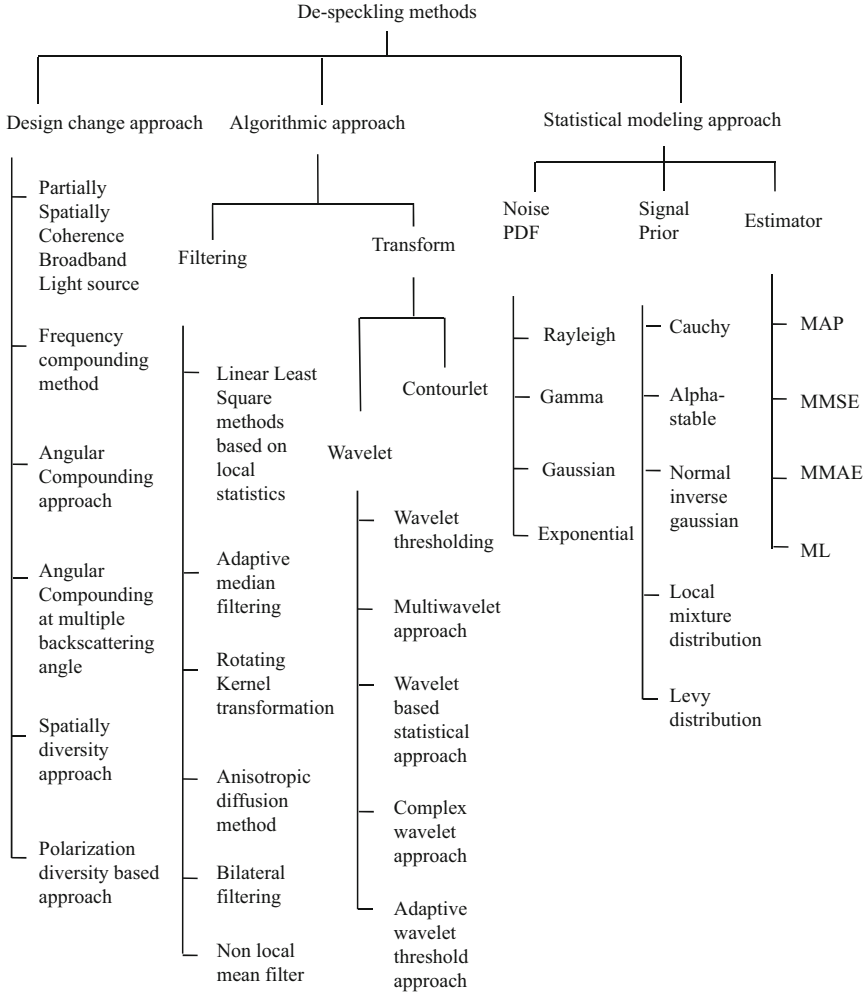 De-speckling methods
Design change approach
Partially
Spatially
Coherence
Broadband
Light source
Frequency
compounding
method
Angular
Compounding
approach
Angular
Compounding
at multiple
backscattering
angle
Spatially
diversity
approach
Polarization
diversity based
approach
Algorithmic approach
Filtering
Linear Least
Square
methods
based on
local
statistics
Adaptive
median
filtering
Rotating
Kernel
transformation
Anisotropic
diffusion
method
Bilateral
filtering
Non local
mean filter
Transform
Wavelet
Wavelet
thresholding
Multiwavelet
approach
Wavelet
based
statistical
approach
Complex
wavelet
approach
Adaptive
wavelet
threshold
approach
Contourlet
Statistical modeling approach
Noise
PDF
Rayleigh
Gamma
Gaussian
Exponential
Signal
Prior
Cauchy
Alpha-
stable
Normal
inverse
gaussian
Local
mixture
distribution
Levy
distribution
Estimator
MAP
MMSE
MMAE
ML